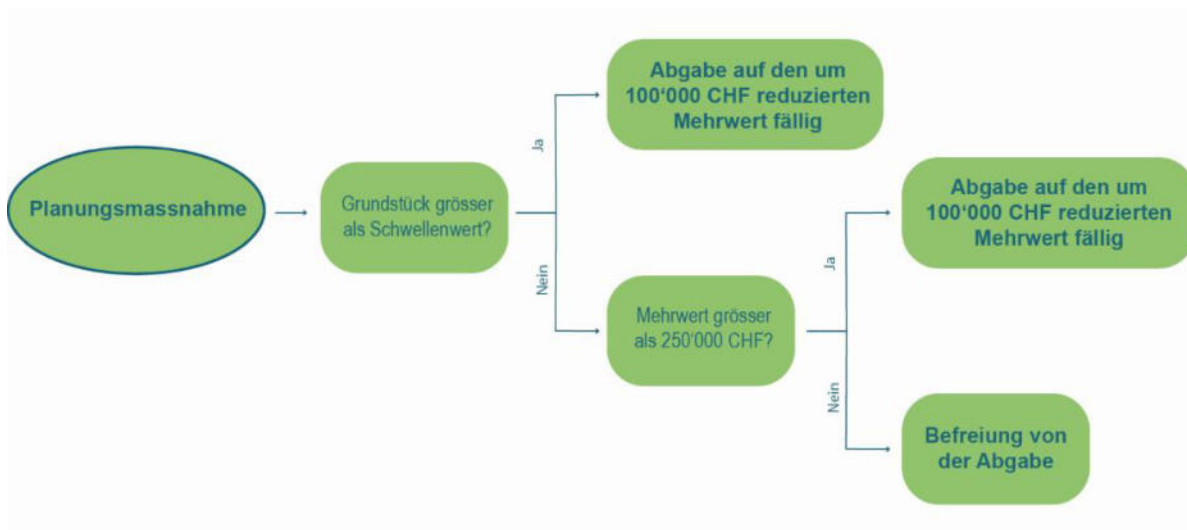 Planungsmassnahme
Grundstück grösser
als Schwellenwert?
Ja
Nein
Abgabe auf den um
100‘000 CHF reduzierten
Mehrwert fällig
Mehrwert grösser
als 250‘000 CHF?
Ja
Nein
Abgabe auf den um
100‘000 CHF reduzierten
Mehrwert fällig
Befreiung von
der Abgabe